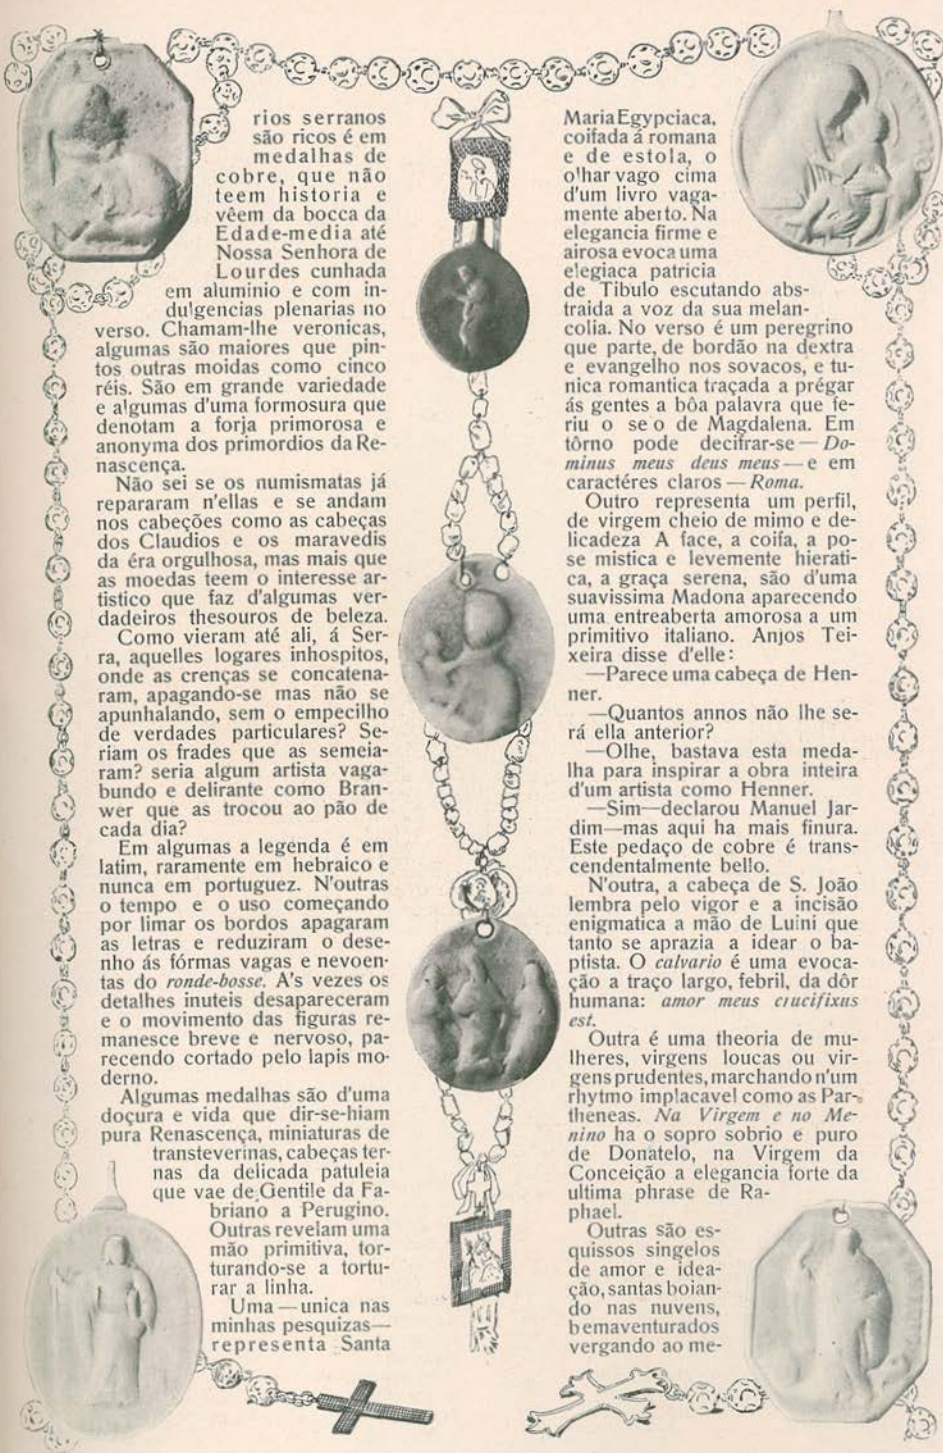 rios serranos
são ricos é em
medalhas de
cobre, que não
teem historia e
vêem da bocca da
Edade-media até
Nossa Senhora de
Lourdes cunhada
em aluminio e com in-
dulgencias plenarias no
verso. Chamam-lhe veronicas,
algumas são maiores que pin-
tos outras moidas como cinco
réis. São em grande variedade
e algumas d'uma formosura que
denotam a forja primorosa e
anonyma dos primordios da Re-
nascença.
Não sei se os numismatas já
repararam n'ellas e se andam
nos cabeções como as cabeças
dos Claudios e os maravedis
da éra orgulhosa, mas mais que
as moedas teem o interesse ar-
tistico que faz d'algumas ver-
dadeiros thesouros de beleza.
Como vieram até ali, á Ser-
ra, aquelles logares inhospitos,
onde as crenças se concatena-
ram, apagando-se mas não se
apunhalando, sem o empecilho
de verdades particulares? Se-
riam os frades que as semeia-
ram? seria algum artista vaga-
bundo e delirante como Bran-
wer que as trocou ao pão de
cada dia?
Em algumas a legenda é em
latim, raramente em hebraico e
nunca em portuguez. N'outras
o tempo e o uso começando
por limar os bordos apagaram
as letras e reduziram o dese-
nho ás fórmas vagas e nevoen-
tas do ronde-bosse. A's vezes os
detalhes inuteis desapareceram
e o movimento das figuras re-
manesce breve e nervoso, pa-
recendo cortado pelo lapis mo-
derno.
Algumas medalhas são d'uma
doçura e vida que dir-se-hiam
pura Renascença, miniaturas de
transteverinas, cabeças ter-
nas da delicada patuleia
que vae de Gentile da Fa-
briano a Perugino.
Outras revelam uma
mão primitiva, tor-
turando-se a tortu-
rar a linha.
Uma—unica nas
minhas pesquizas—
representa Santa
Maria Egypciaca,
coifada á romana
e de estola, o
olhar vago cima
d'um livro vaga-
mente aberto. Na
elegancia firme e
airosa evoca uma
elegiaca patricia
de Tibulo escutando abs-
traida a voz da sua melan-
colia. No verso é um peregrino
que parte, de bordão na dextra
e evangelho nos sovacos, e tu-
nica romantica traçada a prégar
ás gentes a bôa palavra que fe-
riu o se o de Magdalena. Em
tôrno pode decifrar-se—Do-
minus meus deus meus—e em
caractéres claros—Roma.
Outro representa um perfil,
de virgem cheio de mimo e de-
licadeza A face, a coifa, a po-
se mistica e levemente hierati-
ca, a graça serena, são d'uma
suavissima Madona aparecendo
uma entreaberta amorosa a um
primitivo italiano. Anjos Tei-
xeira disse d'elle:
—Parece uma cabeça de Hen-
ner.
—Quantos annos não lhe se-
rá ella anterior?
—Olhe, bastava esta meda-
lha para inspirar a obra inteira
d'um artista como Henner.
—Sim—declarou Manuel Jar-
dim—mas aqui ha mais finura.
Este pedaço de cobre é trans-
cendentalmente bello.
N'outra, a cabeça de S. João
lembra pelo vigor e a incisão
enigmatica a mão de Luini que
tanto se aprazia a idear o ba-
ptista. O calvario é uma evoca-
ção a traço largo, febril, da dôr
humana: amor meus crucifixus
est.
Outra é uma theoria de mu-
lheres, virgens loucas ou vir-
gens prudentes, marchando n'um
rhytmo implacavel como as Par-
theneas. Na Virgem e no Me-
nino ha o sopro sobrio e puro
de Donatelo, na Virgem da
Conceição a elegancia forte da
ultima phrase de Ra-
phael.
Outras são es-
quissos singelos
de amor e idea-
ção, santas boian-
do nas nuvens,
bemaventurados
vergando ao me-